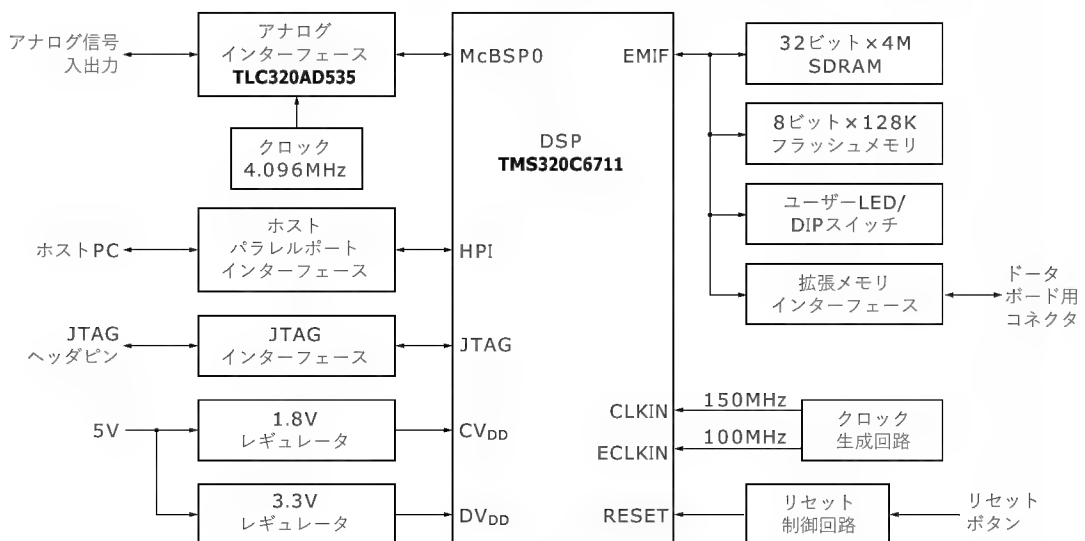 アナログ信号
入出力
アナログ
インターフェース
TLC320AD535
クロック
4.096MHz
ホストPC
ホスト
パラレルポート
インターフェース
JTAG
ヘッダピン
JTAG
インターフェース
5V
1.8V
レギュレータ
3.3V
レギュレータ
McBSP0
HPI
JTAG
CVDD
DVDD
DSP
TMS320C6711
EMIF
CLKIN
ECLKIN
RESET
32ビット×4M
SDRAM
8ビット×128K
フラッシュメモリ
ユーザーLED/
DIPスイッチ
拡張メモリ
インターフェース
ドータ
ボード用
コネクタ
150MHz
100MHz
クロック
生成回路
リセット
制御回路
リセット
ボタン